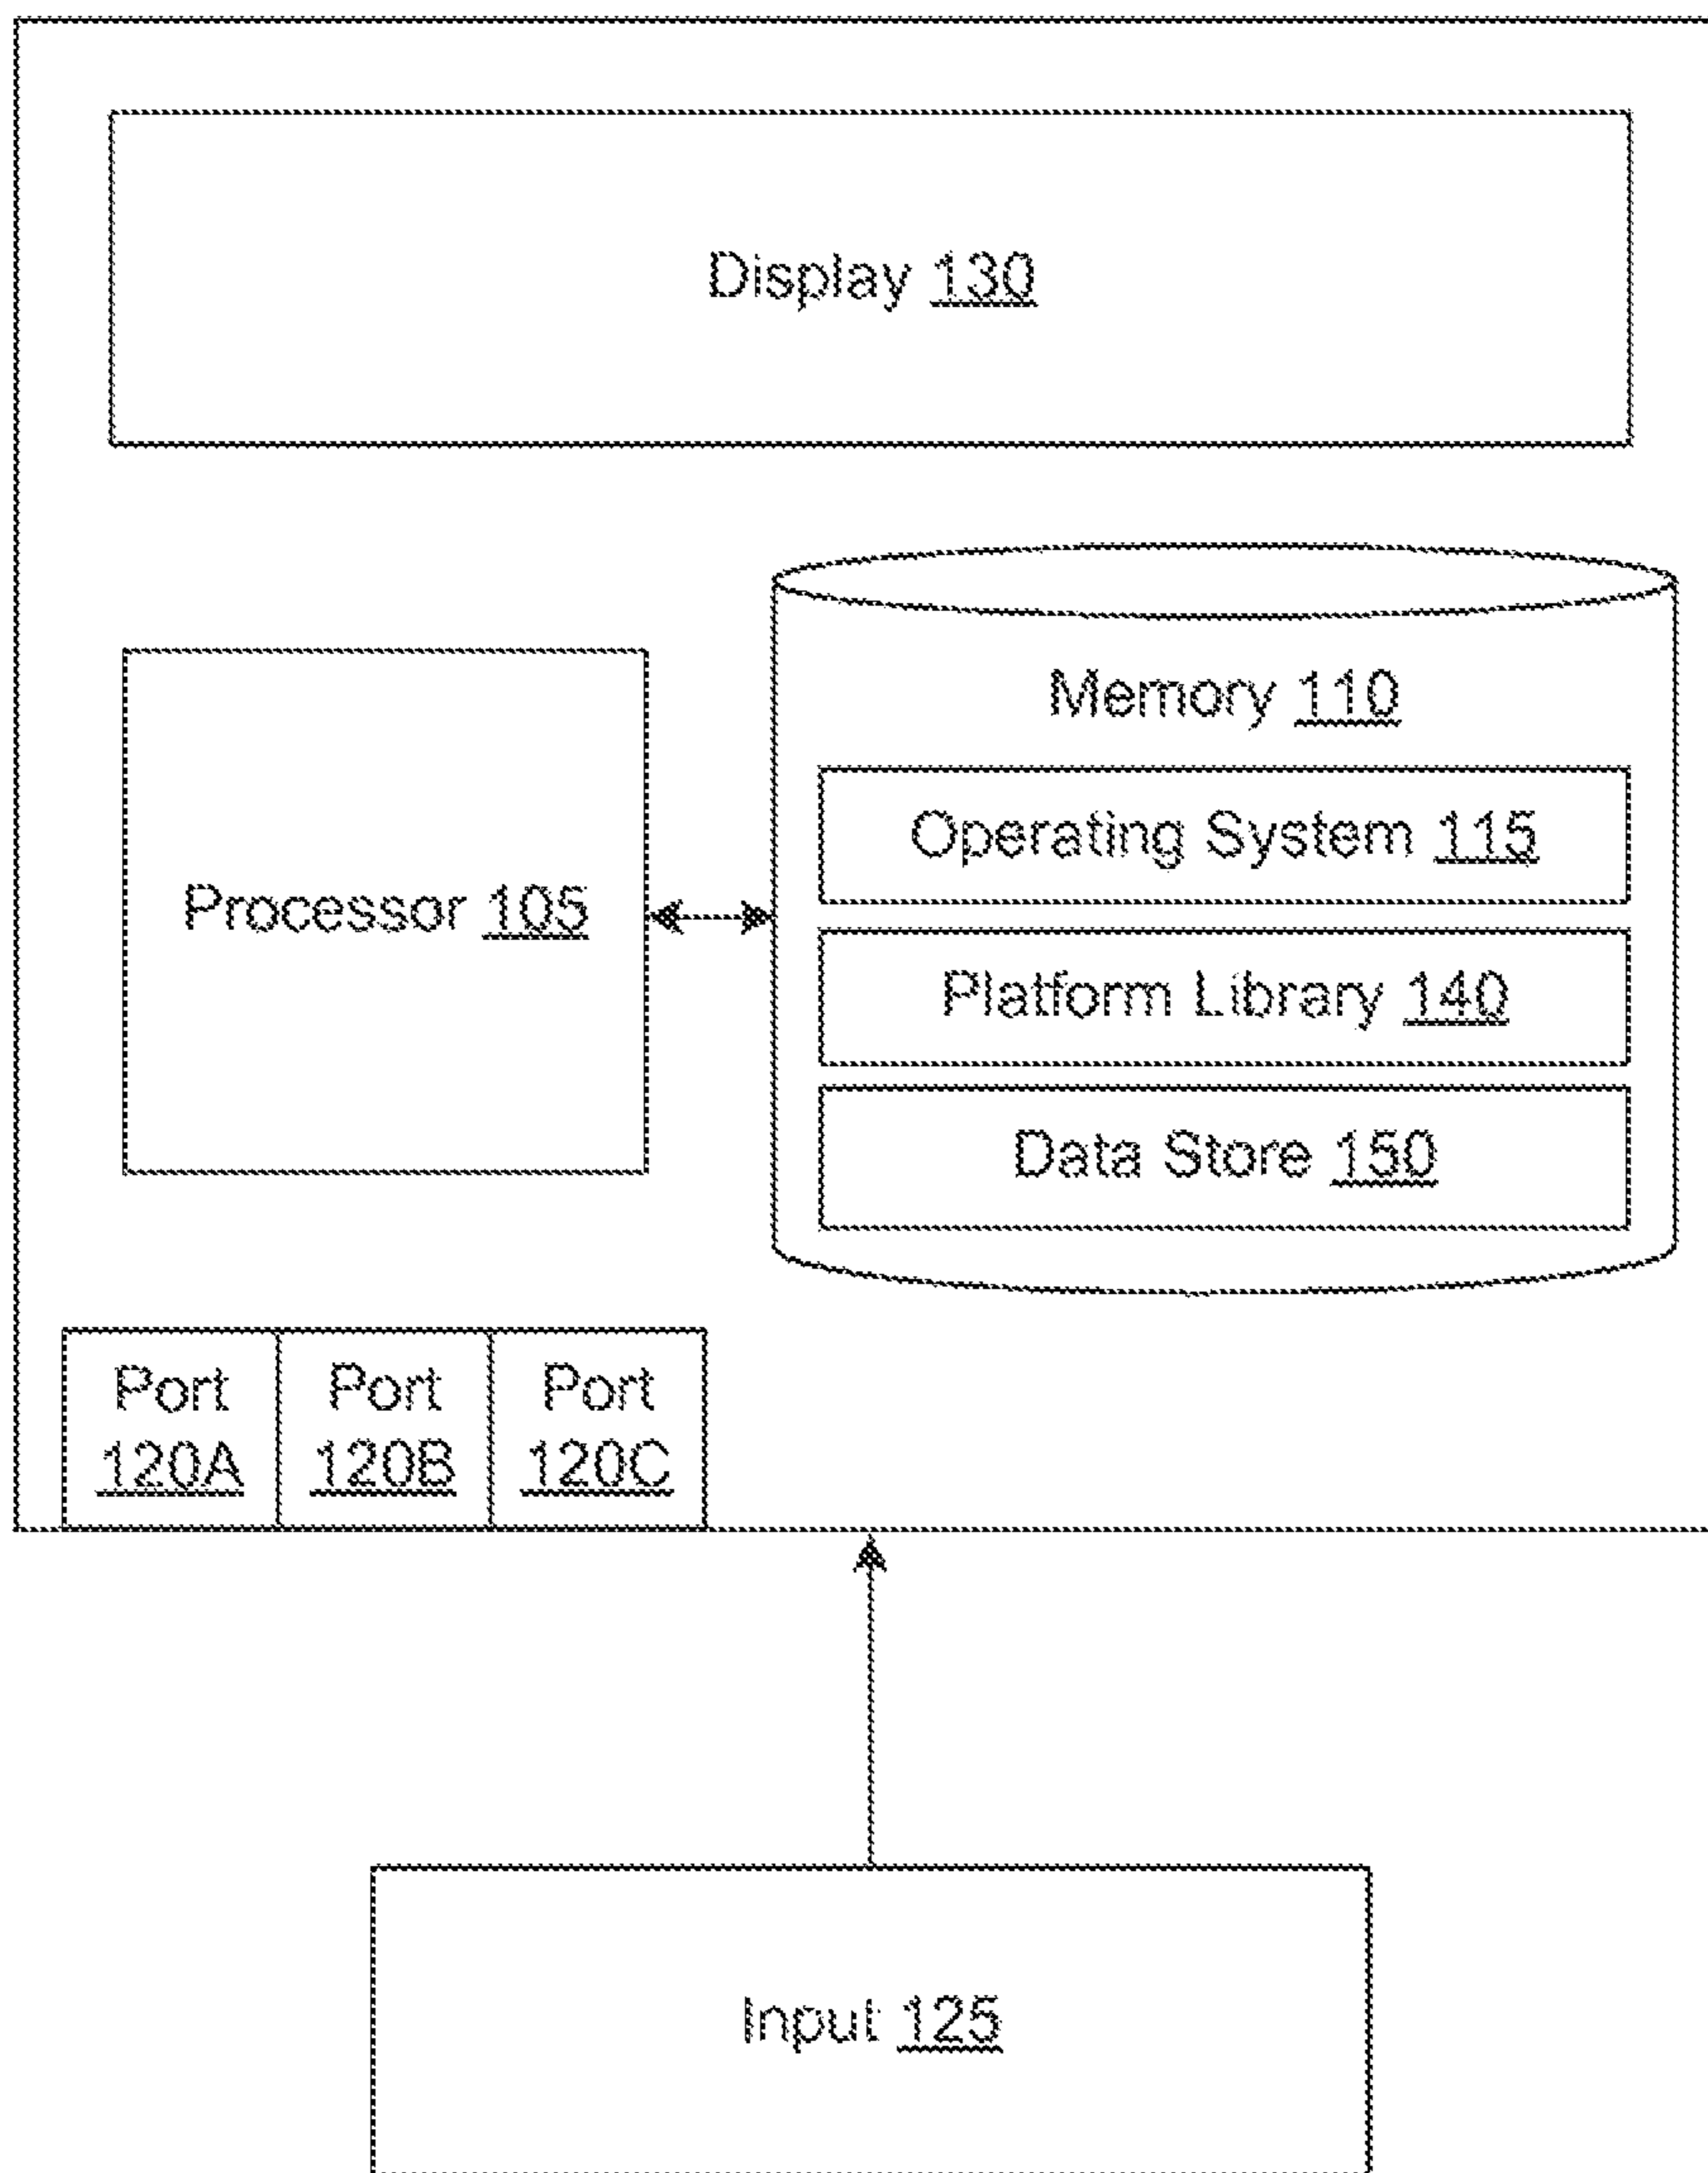 Display 130
Memory 110
Operating System 115
Processor 105
Platform Library 140
Data Store 150
Port 120A
Port 120B
Port 120C
Input 125